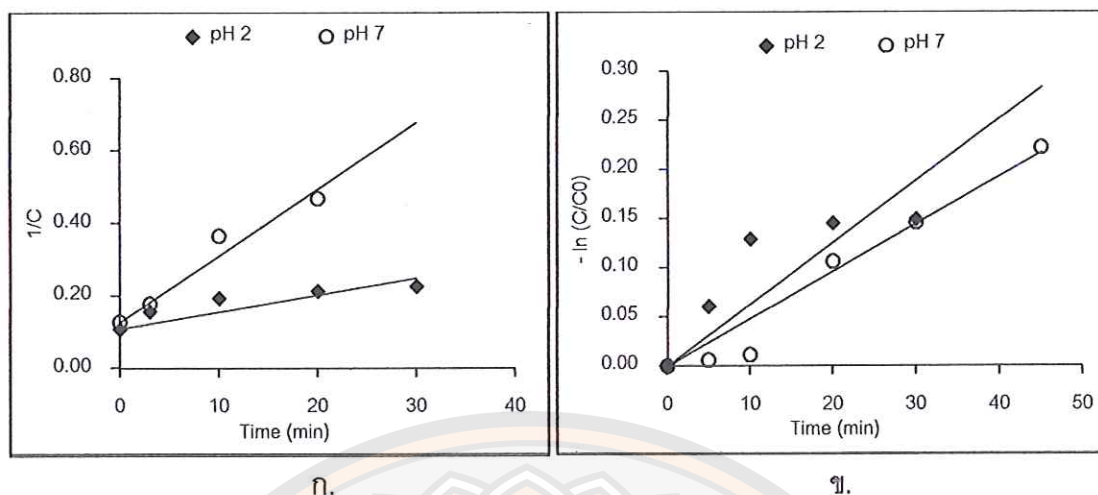 ◆ pH 2 ○ pH 7
0.80
0.60
0.40
0.20
0.00
1/C
0 10 20 30 40
Time (min)
ก.
◆ pH 2 ○ pH 7
0.30
0.25
0.20
0.15
0.10
0.05
0.00
- ln (C/C0)
0 10 20 30 40 50
Time (min)
ข.